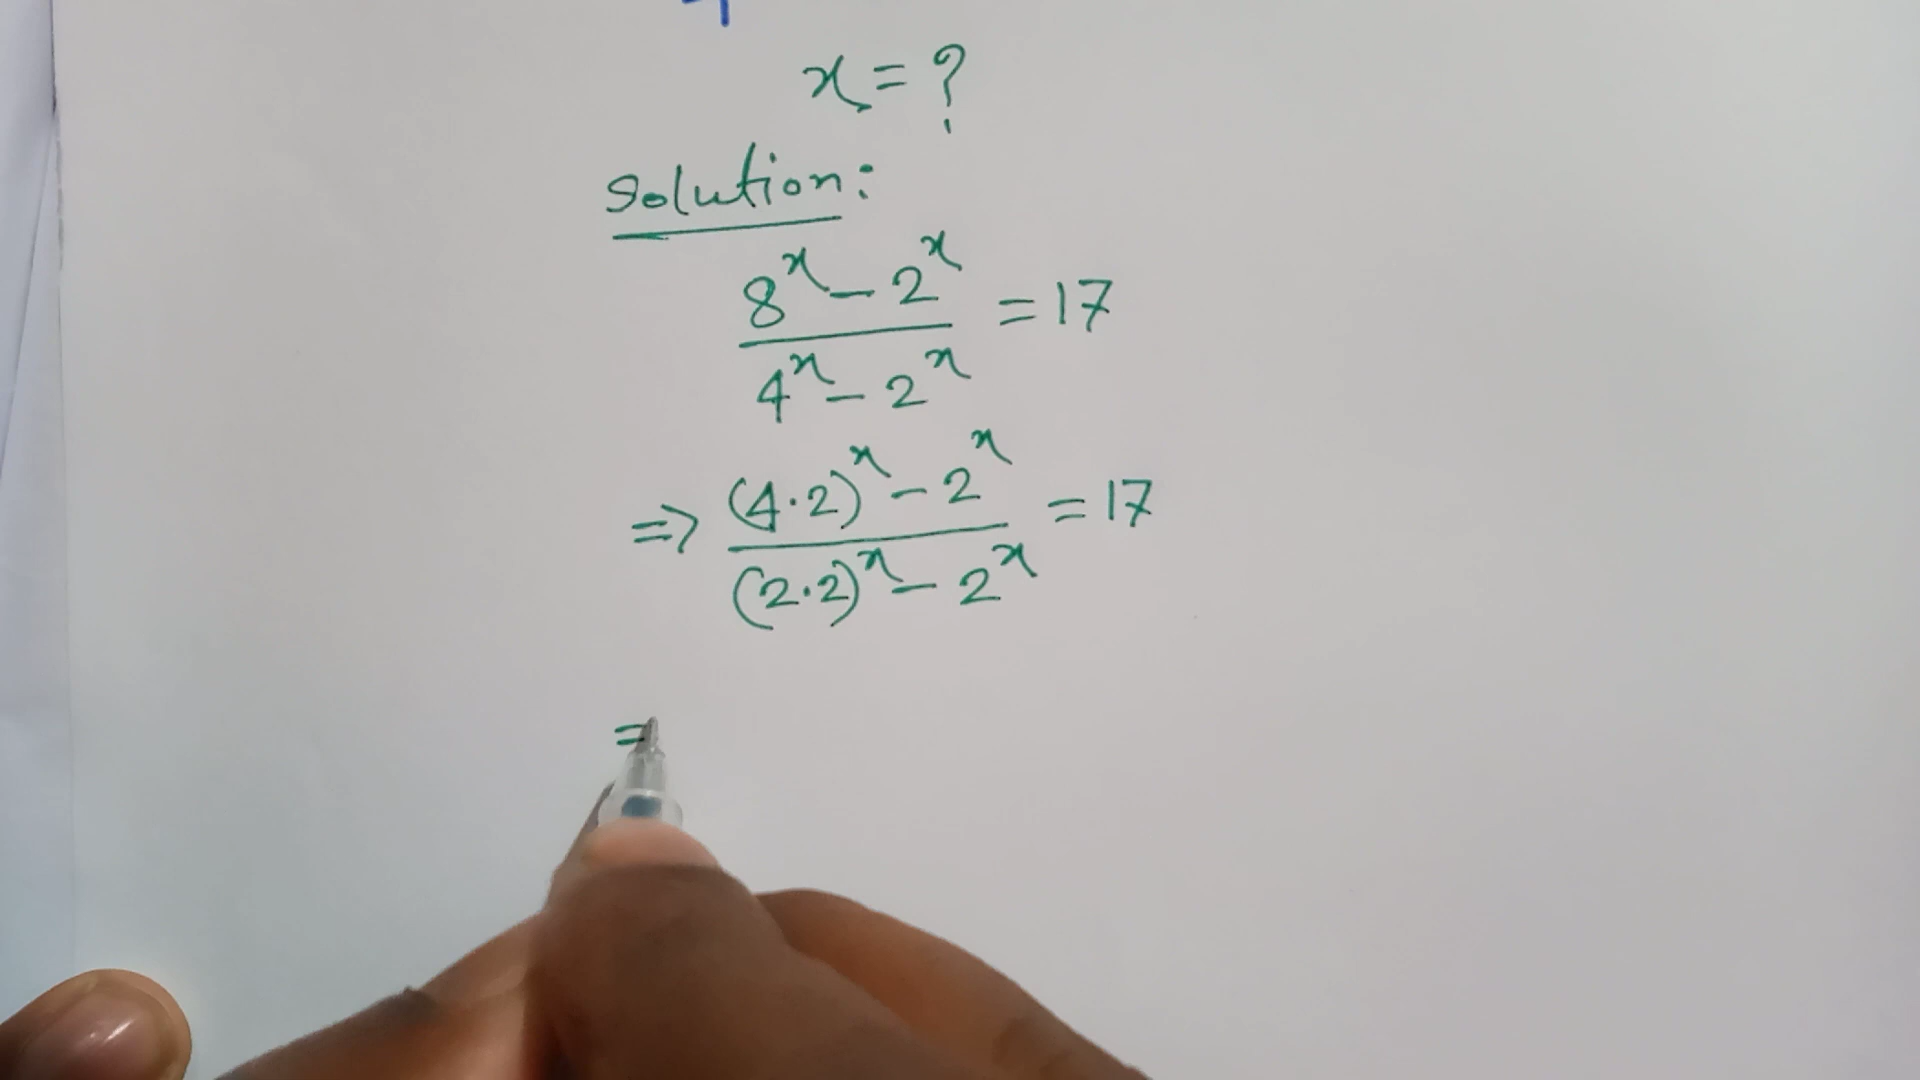 x = ?
Solution:
(8^x - 2^x)/(4^x - 2^x) = 17
=> ((4·2)^x - 2^x)/((2·2)^x - 2^x) = 17
=